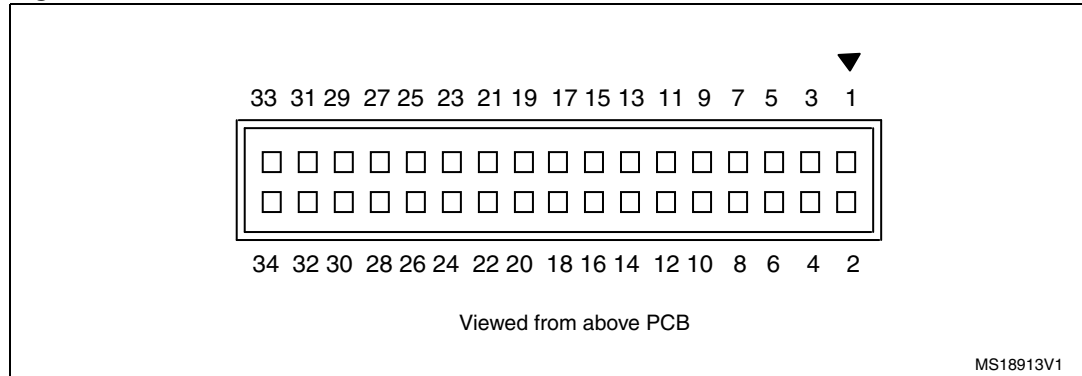 33 31 29 27 25 23 21 19 17 15 13 11 9 7 5 3 1
34 32 30 28 26 24 22 20 18 16 14 12 10 8 6 4 2
Viewed from above PCB
MS18913V1